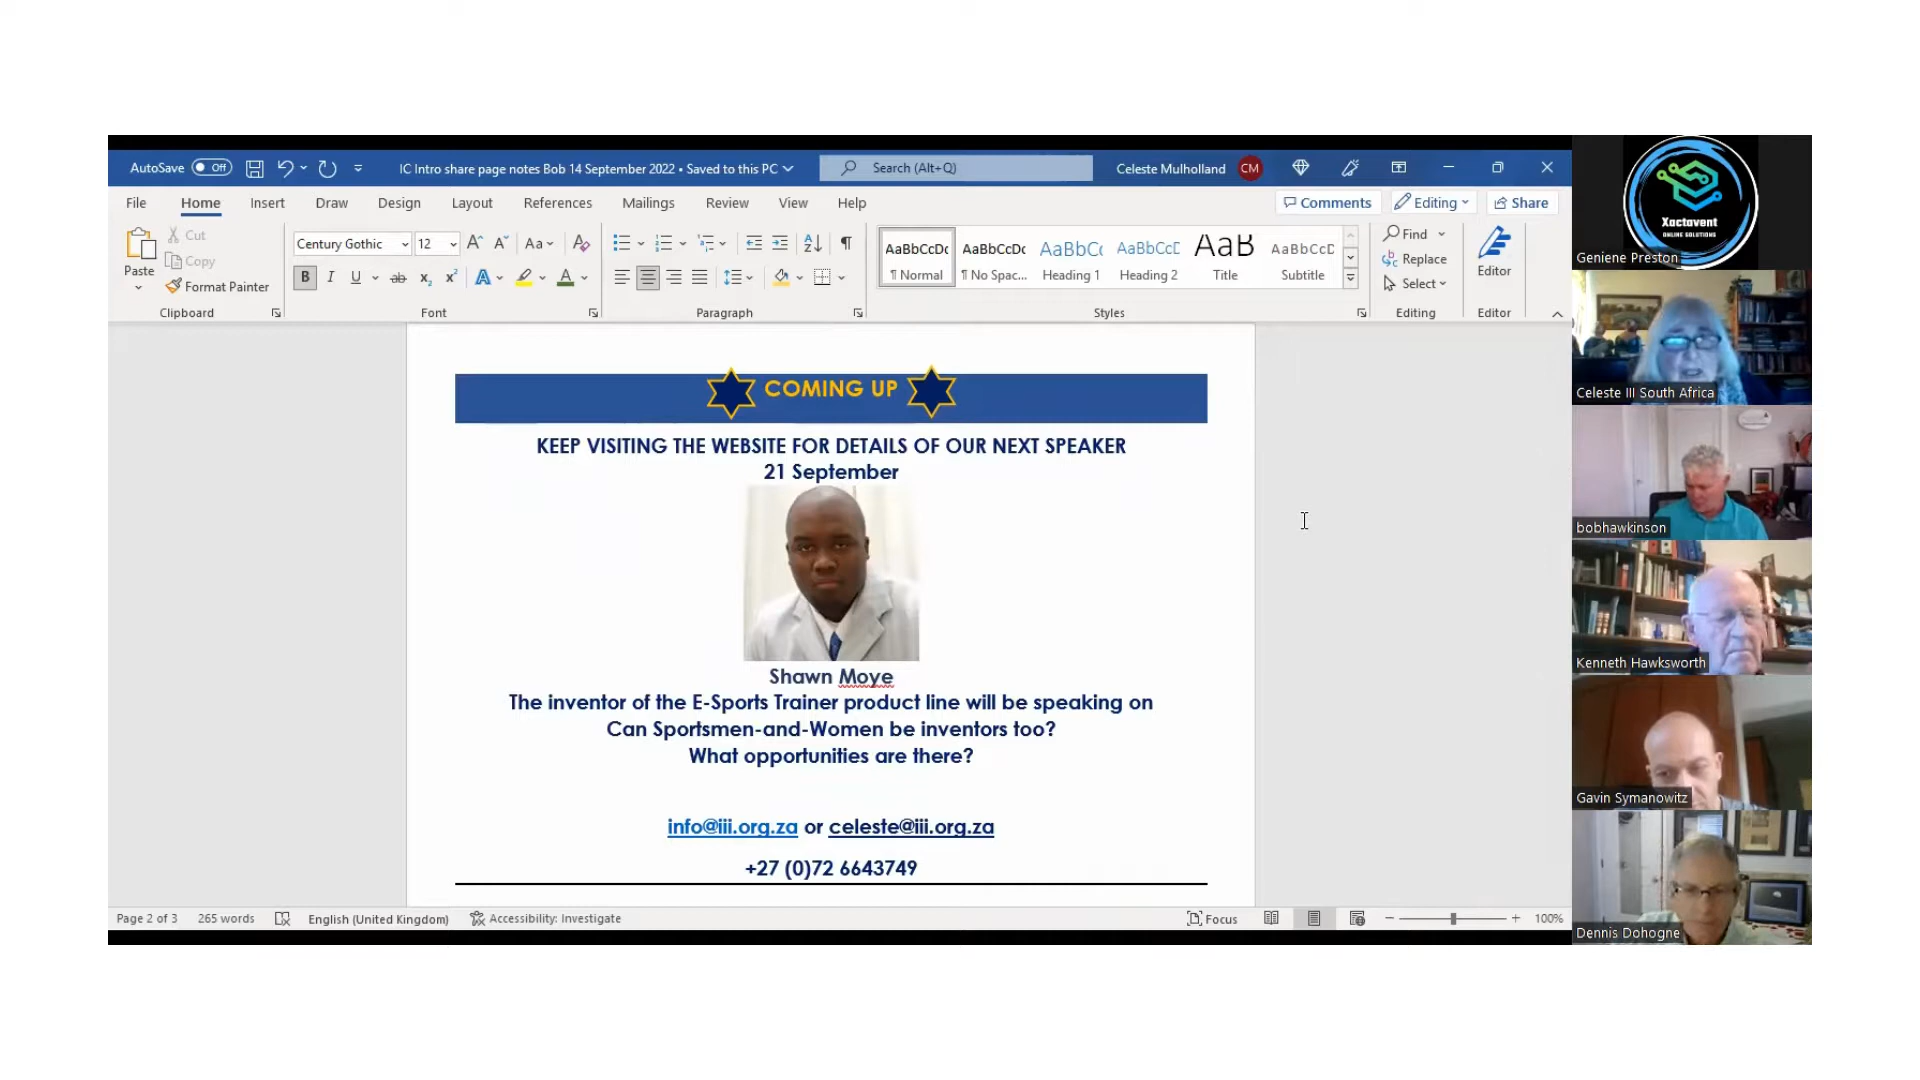 AutoSave Off IC Intro share page notes Bob 14 September 2022 • Saved to this PC Search (Alt+Q) Celeste Mulholland CM
File Home Insert Draw Design Layout References Mailings Review View Help Comments Editing Share
Paste Cut Copy Format Painter
Clipboard
Century Gothic 12 Aa
B I U ab x₂ x² A A
Font
Paragraph
AaBbCcDc AaBbCcDc AaBbCc AaBbCcE AaB AaBbCcD
¶ Normal ¶ No Spac... Heading 1 Heading 2 Title Subtitle
Styles
Find
Replace
Select
Editing
Editor
Editor
COMING UP
KEEP VISITING THE WEBSITE FOR DETAILS OF OUR NEXT SPEAKER
21 September
Shawn Moye
The inventor of the E-Sports Trainer product line will be speaking on
Can Sportsmen-and-Women be inventors too?
What opportunities are there?
info@iii.org.za or celeste@iii.org.za
+27 (0)72 6643749
Page 2 of 3 265 words English (United Kingdom) Accessibility: Investigate Focus 100%
Xactavent
ONLINE SOLUTIONS
Geniene Preston
Celeste III South Africa
bobhawkinson
Kenneth Hawksworth
Gavin Symanowitz
Dennis Dohogne